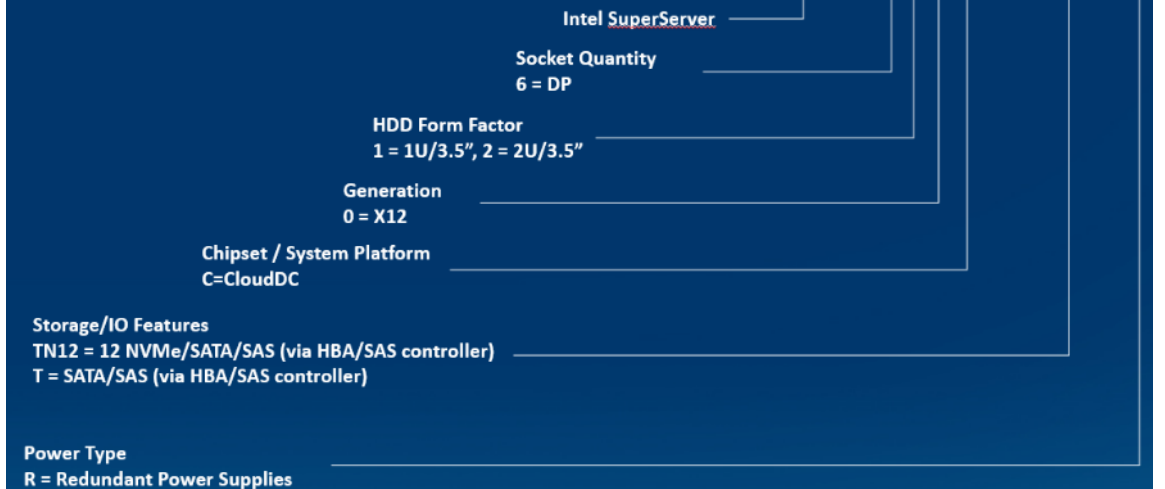 Intel SuperServer
Socket Quantity
6 = DP
HDD Form Factor
1 = 1U/3.5”, 2 = 2U/3.5”
Generation
0 = X12
Chipset / System Platform
C=CloudDC
Storage/IO Features
TN12 = 12 NVMe/SATA/SAS (via HBA/SAS controller)
T = SATA/SAS (via HBA/SAS controller)
Power Type
R = Redundant Power Supplies